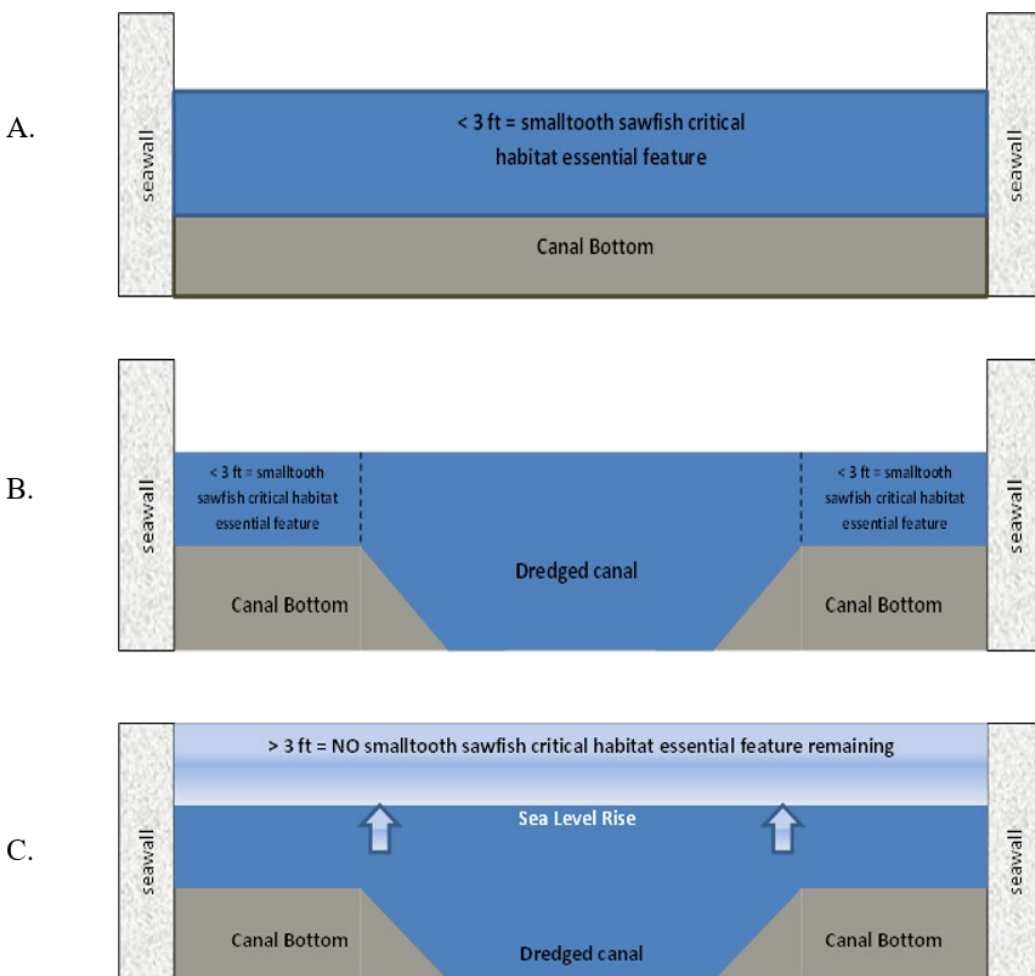 A.
seawall
< 3 ft = smalltooth sawfish critical
habitat essential feature
Canal Bottom
seawall
B.
seawall
< 3 ft = smalltooth
sawfish critical habitat
essential feature
Canal Bottom
Dredged canal
< 3 ft = smalltooth
sawfish critical habitat
essential feature
Canal Bottom
seawall
C.
seawall
> 3 ft = NO smalltooth sawfish critical habitat essential feature remaining
Sea Level Rise
Canal Bottom
Dredged canal
Canal Bottom
seawall